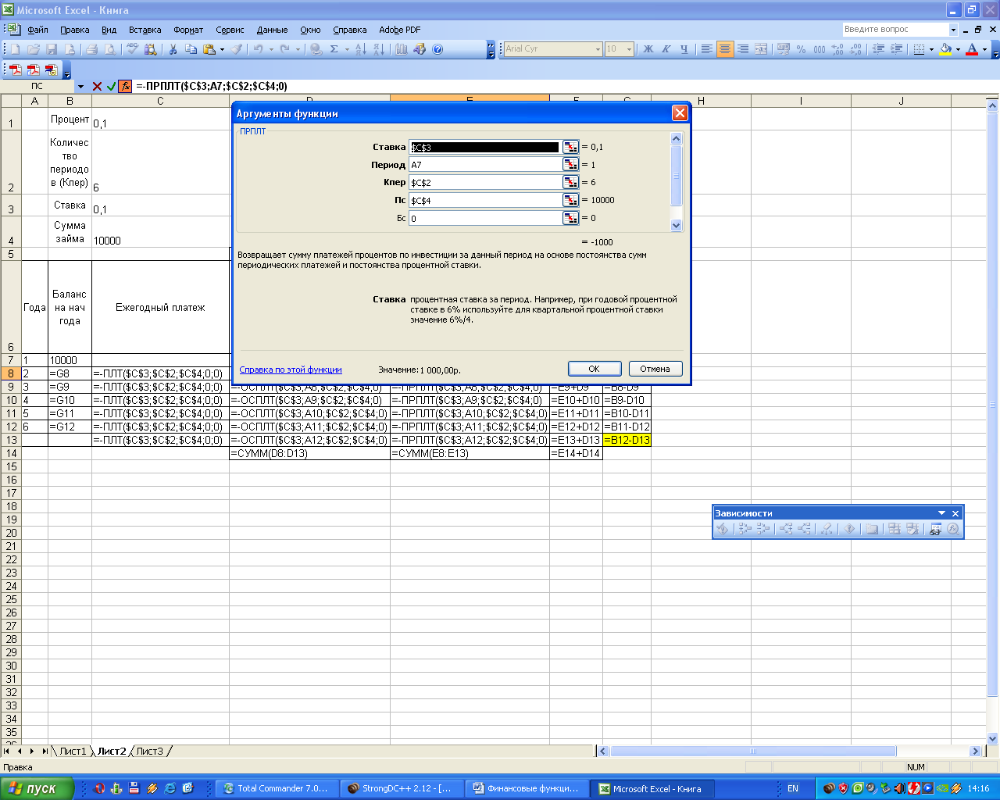 Microsoft Excel - Книга
Файл Правка Вид Вставка Формат Сервис Данные Окно Справка Adobe PDF Введите вопрос
Arial Cyr 10 Ж К Ч
ПС =-ПРПЛТ($C$3;A7;$C$2;$C$4;0)
A B C D E F G H I J
1 Процент 0,1
2 Количес
тво
периодо
в (Кпер) 6
3 Ставка 0,1
4 Сумма
займа 10000
5
6 Года Баланс
на нач
года Ежегодный платеж
Аргументы функции
ПРПЛТ
Ставка $C$3 = 0,1
Период A7 = 1
Кпер $C$2 = 6
Пс $C$4 = 10000
Бс 0 = 0
= -1000
Возвращает сумму платежей процентов по инвестиции за данный период на основе постоянства сумм
периодических платежей и постоянства процентной ставки.
Ставка процентная ставка за период. Например, при годовой процентной
ставке в 6% используйте для квартальной процентной ставки
значение 6%/4.
Справка по этой функции Значение:1 000,00р. OK Отмена
7 1 10000
8 2 =G8 =-ПЛТ($C$3;$C$2;$C$4;0;0)
9 3 =G9 =-ПЛТ($C$3;$C$2;$C$4;0;0) =-ОСПЛТ($C$3;A8;$C$2;$C$4;0) =-ПРПЛТ($C$3;A8;$C$2;$C$4;0) =E9+D9 =B8-D9
10 4 =G10 =-ПЛТ($C$3;$C$2;$C$4;0;0) =-ОСПЛТ($C$3;A9;$C$2;$C$4;0) =-ПРПЛТ($C$3;A9;$C$2;$C$4;0) =E10+D10 =B9-D10
11 5 =G11 =-ПЛТ($C$3;$C$2;$C$4;0;0) =-ОСПЛТ($C$3;A10;$C$2;$C$4;0) =-ПРПЛТ($C$3;A10;$C$2;$C$4;0) =E11+D11 =B10-D11
12 6 =G12 =-ПЛТ($C$3;$C$2;$C$4;0;0) =-ОСПЛТ($C$3;A11;$C$2;$C$4;0) =-ПРПЛТ($C$3;A11;$C$2;$C$4;0) =E12+D12 =B11-D12
13 =-ПЛТ($C$3;$C$2;$C$4;0;0) =-ОСПЛТ($C$3;A12;$C$2;$C$4;0) =-ПРПЛТ($C$3;A12;$C$2;$C$4;0) =E13+D13 =B12-D13
14 =СУММ(D8:D13) =СУММ(E8:E13) =E14+D14
15
16
17
18
19
20
21
22
23
24
25
26
27
28
29
30
31
32
33
34
35
Зависимости
Лист1 Лист2 Лист3
Правка NUM
пуск Total Commander 7.0... StrongDC++ 2.12 - [... Финансовые функци... Microsoft Excel - Книга EN 14:16